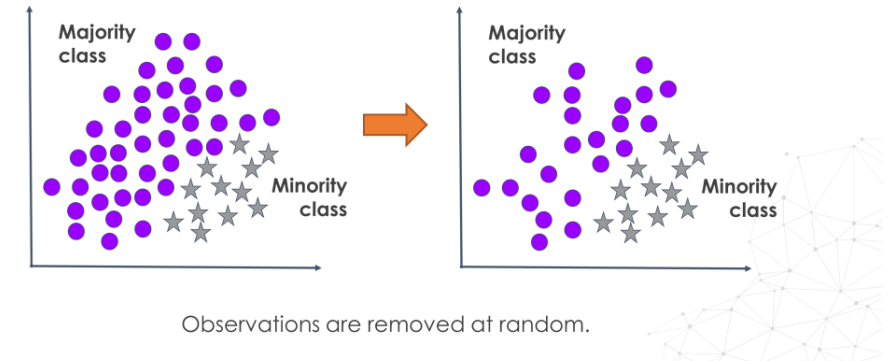 Majority
class
Minority
class
Majority
class
Minority
class
Observations are removed at random.